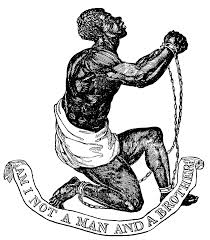 AM I NOT A MAN AND A BROTHER?